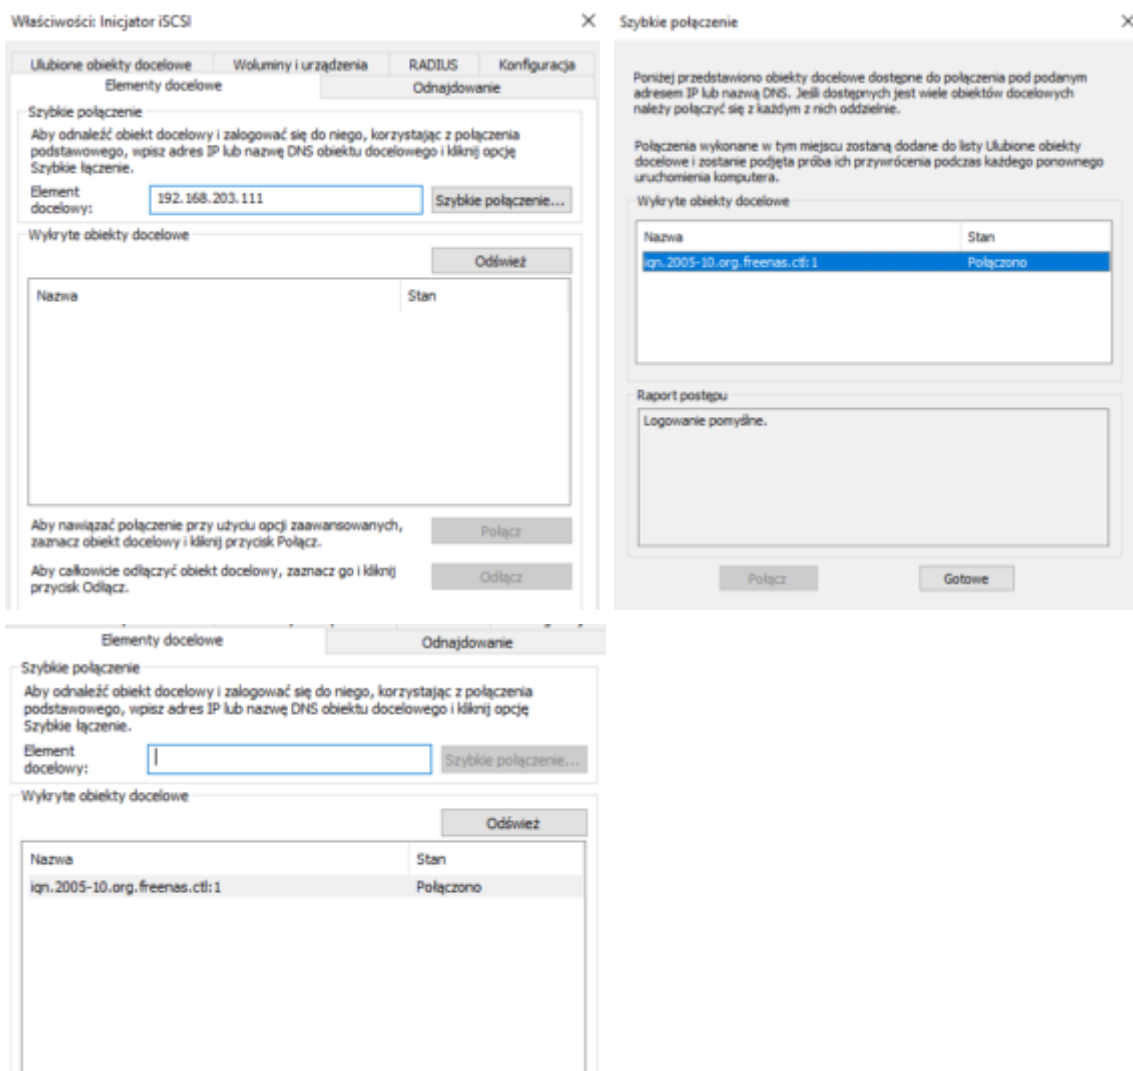 Właściwości: Inicjator iSCSI
Ulubione obiekty docelowe
Woluminy i urządzenia
RADIUS
Konfiguracja
Elementy docelowe
Odnajdowanie
Szybkie połączenie
Aby odnaleźć obiekt docelowy i zalogować się do niego, korzystając z połączenia
podstawowego, wpisz adres IP lub nazwę DNS obiektu docelowego i kliknij opcję
Szybkie łączenie.
Element
docelowy:
192.168.203.111
Szybkie połączenie...
Wykryte obiekty docelowe
Odśwież
Nazwa
Stan
Aby nawiązać połączenie przy użyciu opcji zaawansowanych,
zaznacz obiekt docelowy i kliknij przycisk Połącz.
Połącz
Aby całkowicie odłączyć obiekt docelowy, zaznacz go i kliknij
przycisk Odłącz.
Odłącz
Szybkie połączenie
Poniżej przedstawiono obiekty docelowe dostępne do połączenia pod podanym
adresem IP lub nazwą DNS. Jeśli dostępnych jest wiele obiektów docelowych
należy połączyć się z każdym z nich oddzielnie.
Połączenia wykonane w tym miejscu zostaną dodane do listy Ulubione obiekty
docelowe i zostanie podjęta próba ich przywrócenia podczas każdego ponownego
uruchomienia komputera.
Wykryte obiekty docelowe
Nazwa
Stan
iqn.2005-10.org.freenas.ctl:1
Połączono
Raport postępu
Logowanie pomyślne.
Połącz
Gotowe
Elementy docelowe
Odnajdowanie
Szybkie połączenie
Aby odnaleźć obiekt docelowy i zalogować się do niego, korzystając z połączenia
podstawowego, wpisz adres IP lub nazwę DNS obiektu docelowego i kliknij opcję
Szybkie łączenie.
Element
docelowy:
Szybkie połączenie...
Wykryte obiekty docelowe
Odśwież
Nazwa
Stan
iqn.2005-10.org.freenas.ctl:1
Połączono